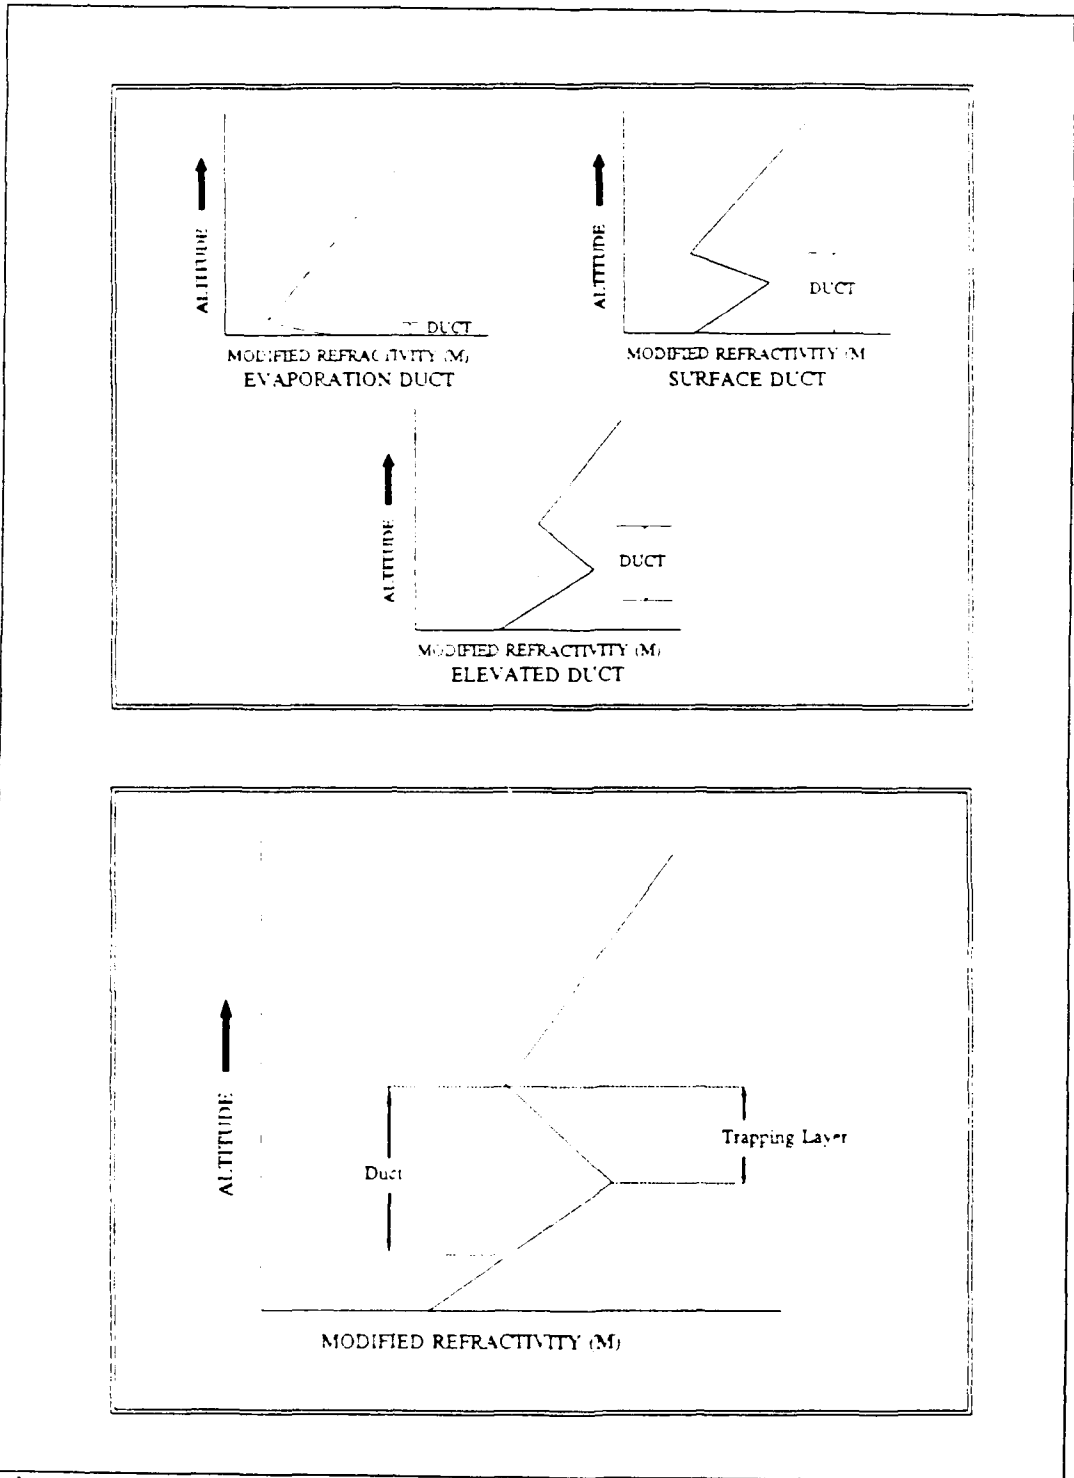 ALTITUDE
DUCT
MODIFIED REFRACTIVITY (M)
EVAPORATION DUCT
ALTITUDE
DUCT
MODIFIED REFRACTIVITY (M
SURFACE DUCT
ALTITUDE
DUCT
MODIFIED REFRACTIVITY (M)
ELEVATED DUCT
ALTITUDE
Duct
Trapping Layer
MODIFIED REFRACTIVITY (M)